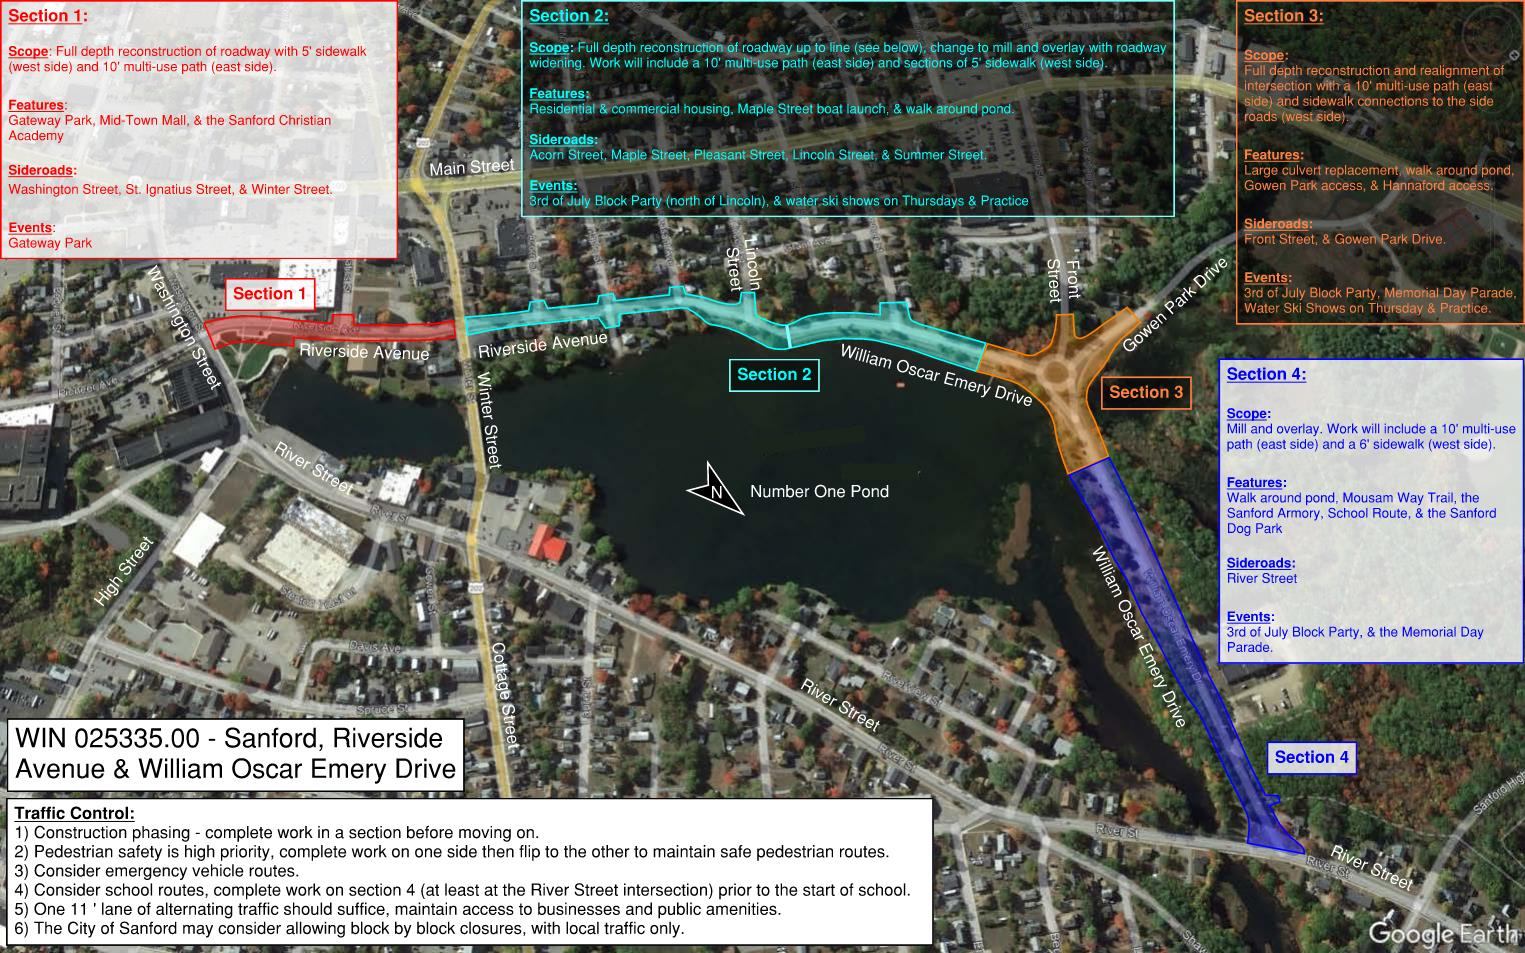 Section 1:
Scope: Full depth reconstruction of roadway with 5' sidewalk
(west side) and 10' multi-use path (east side).
Features:
Gateway Park, Mid-Town Mall, & the Sanford Christian
Academy
Sideroads:
Washington Street, St. Ignatius Street, & Winter Street.
Events:
Gateway Park
Section 2:
Scope: Full depth reconstruction of roadway up to line (see below), change to mill and overlay with roadway
widening. Work will include a 10' multi-use path (east side) and sections of 5' sidewalk (west side).
Features:
Residential & commercial housing, Maple Street boat launch, & walk around pond.
Sideroads:
Acorn Street, Maple Street, Pleasant Street, Lincoln Street, & Summer Street.
Events:
3rd of July Block Party (north of Lincoln), & water ski shows on Thursdays & Practice
Section 3:
Scope:
Full depth reconstruction and realignment of
intersection with a 10' multi-use path (east
side) and sidewalk connections to the side
roads (west side).
Features:
Large culvert replacement, walk around pond,
Gowen Park access, & Hannaford access.
Sideroads:
Front Street, & Gowen Park Drive.
Events:
3rd of July Block Party, Memorial Day Parade,
Water Ski Shows on Thursday & Practice.
Section 4:
Scope:
Mill and overlay. Work will include a 10' multi-use
path (east side) and a 6' sidewalk (west side).
Features:
Walk around pond, Mousam Way Trail, the
Sanford Armory, School Route, & the Sanford
Dog Park
Sideroads:
River Street
Events:
3rd of July Block Party, & the Memorial Day
Parade.
Main Street
Washington Street
Section 1
Riverside Avenue
Riverside Avenue
Lincoln
Street
Front
Street
Gowen Park Drive
Section 2
William Oscar Emery Drive
Section 3
Winter Street
River Street
River St
N
Number One Pond
High Street
William Oscar Emery Drive
Cottage Street
Davis Ave
Spruce St
River Street
Riverview St
River St
Section 4
River St
River Street
River St
Sanford High
WIN 025335.00 - Sanford, Riverside
Avenue & William Oscar Emery Drive
Traffic Control:
1) Construction phasing - complete work in a section before moving on.
2) Pedestrian safety is high priority, complete work on one side then flip to the other to maintain safe pedestrian routes.
3) Consider emergency vehicle routes.
4) Consider school routes, complete work on section 4 (at least at the River Street intersection) prior to the start of school.
5) One 11 ' lane of alternating traffic should suffice, maintain access to businesses and public amenities.
6) The City of Sanford may consider allowing block by block closures, with local traffic only.
Google Earth